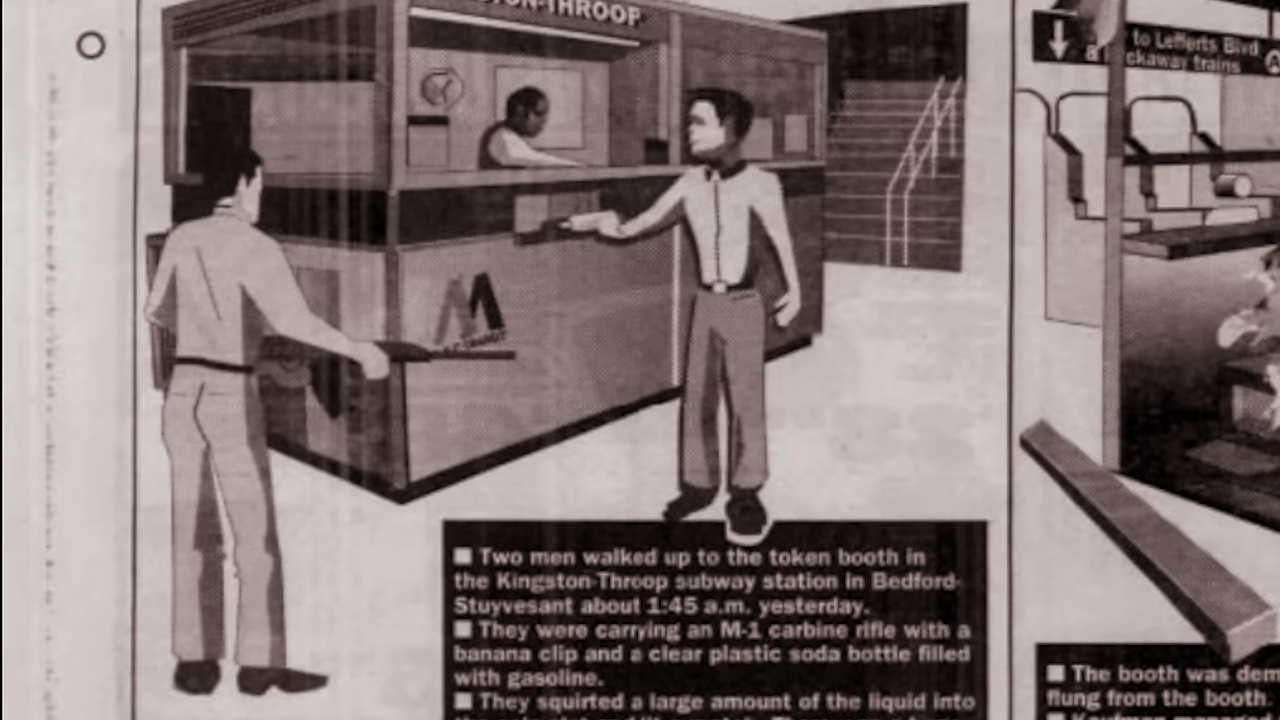 STON-THROOP
to Lefferts Blvd
ckaway trains A
M
■ Two men walked up to the token booth in
the Kingston-Throop subway station in Bedford-
Stuyvesant about 1:45 a.m. yesterday.
■ They were carrying an M-1 carbine rifle with a
banana clip and a clear plastic soda bottle filled
with gasoline.
■ They squirted a large amount of the liquid into
■ The booth was dem
flung from the booth.